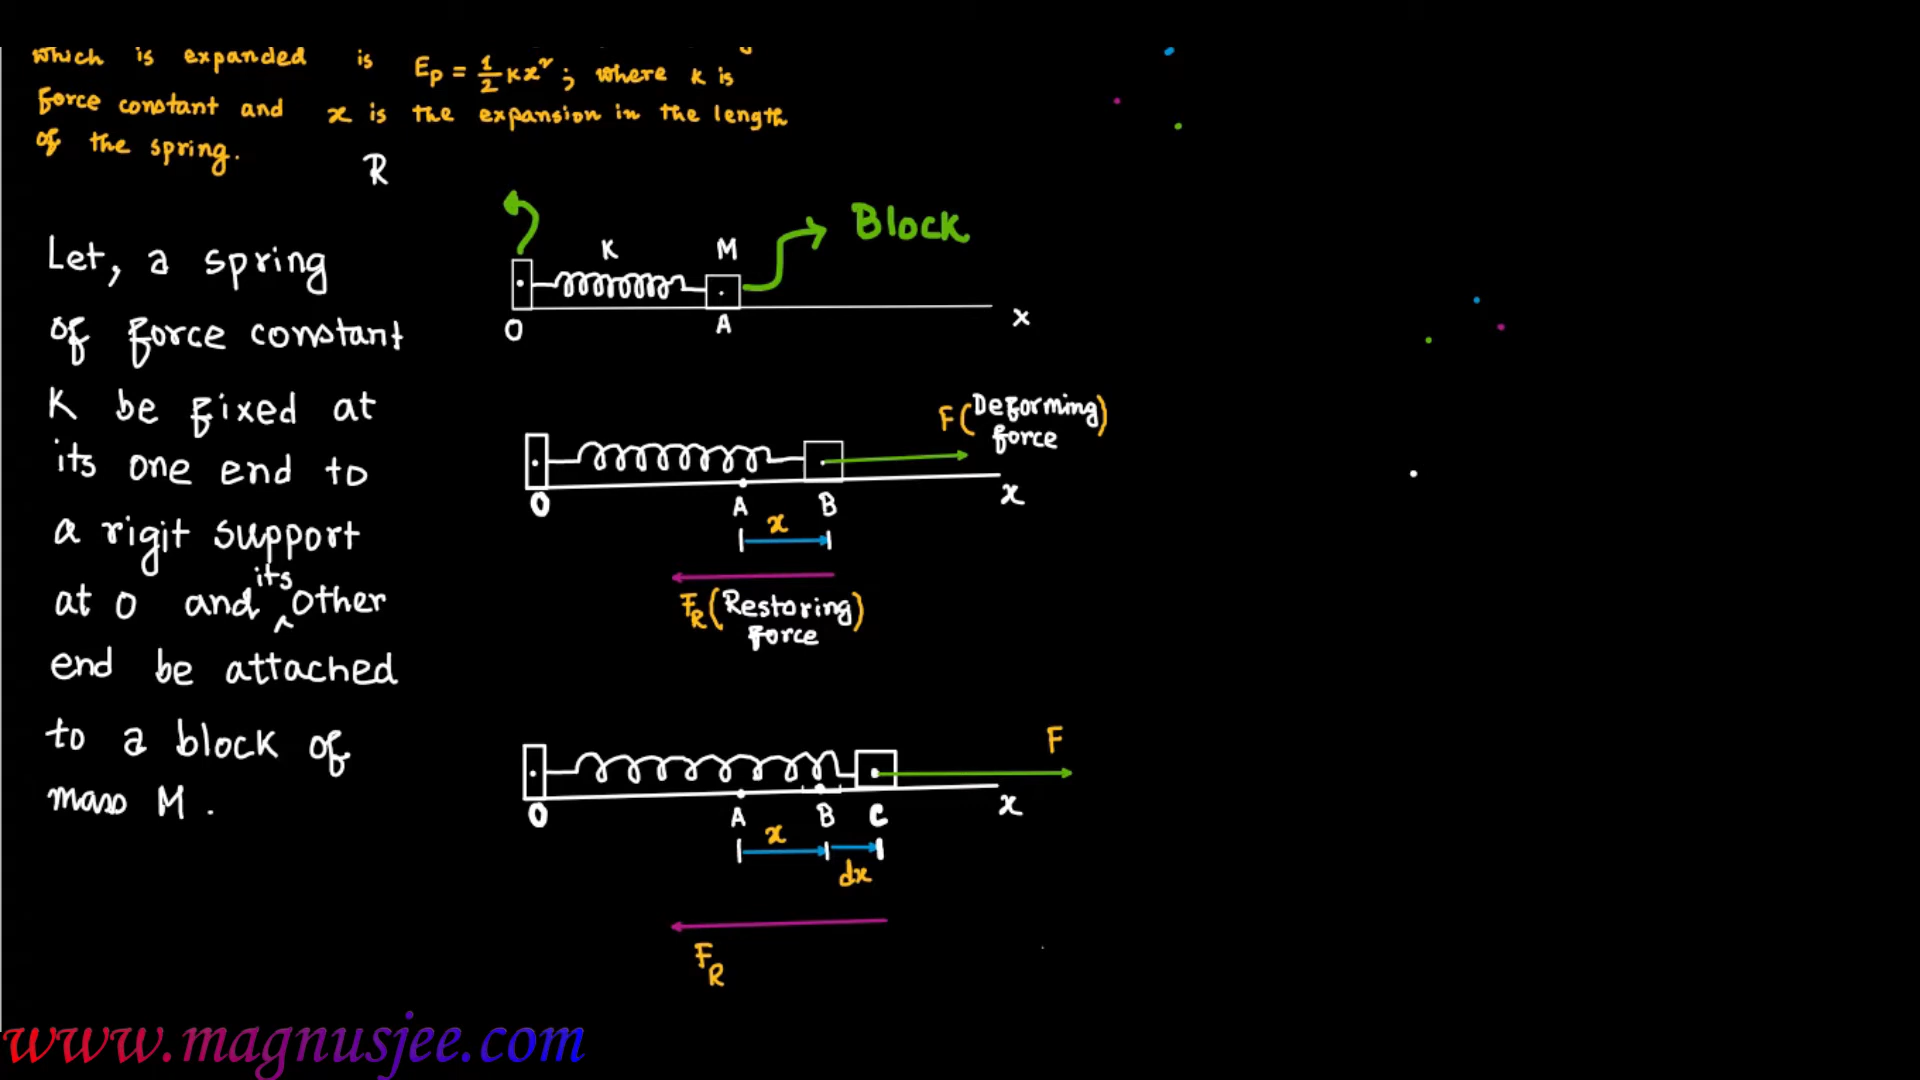 which is expanded is Ep = 1/2 kx²; where k is
force constant and x is the expansion in the length
of the spring.
R
Let, a spring
of force constant
K be fixed at
its one end to
a rigit support
at O and its other
end be attached
to a block of
mass M.
Block
K M
O A x
F (Deforming force)
O A B x
x
FR (Restoring force)
F
O A B C x
x dx
FR
www.magnusjee.com